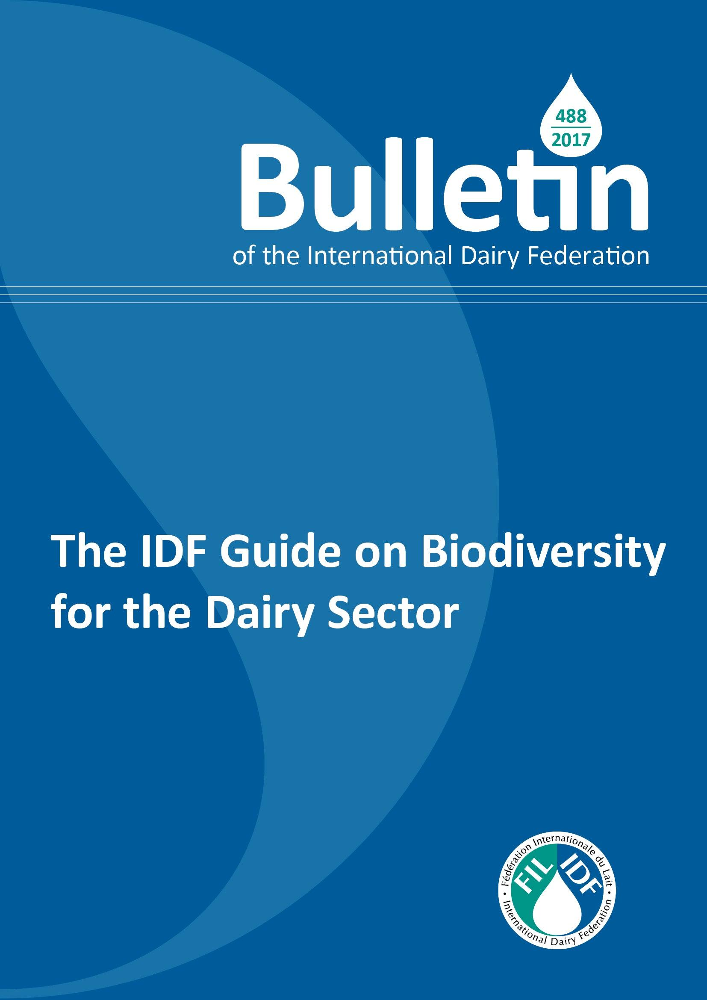 488
2017
Bulletin
of the International Dairy Federation
The IDF Guide on Biodiversity
for the Dairy Sector
Fédération Internationale du Lait
FIL IDF
• International Dairy Federation •